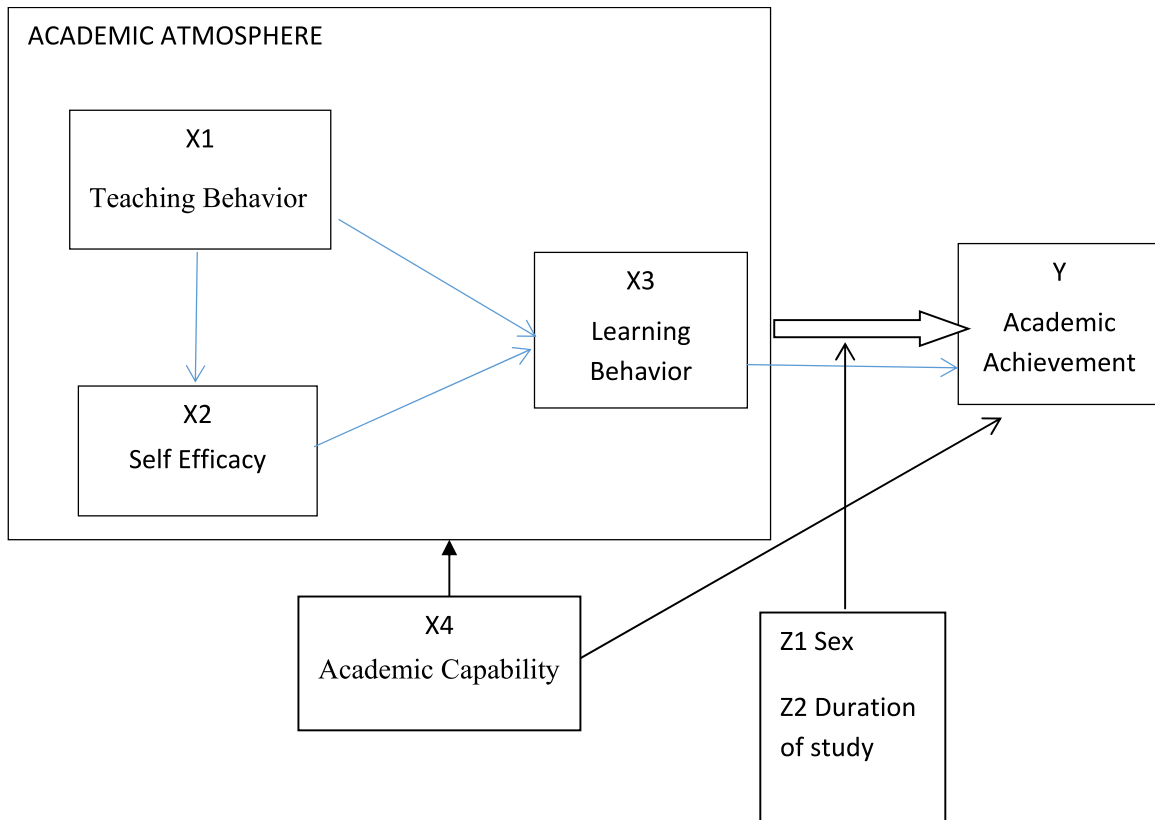 ACADEMIC ATMOSPHERE
X1
Teaching Behavior
X2
Self Efficacy
X3
Learning
Behavior
Y
Academic
Achievement
X4
Academic Capability
Z1 Sex
Z2 Duration
of study